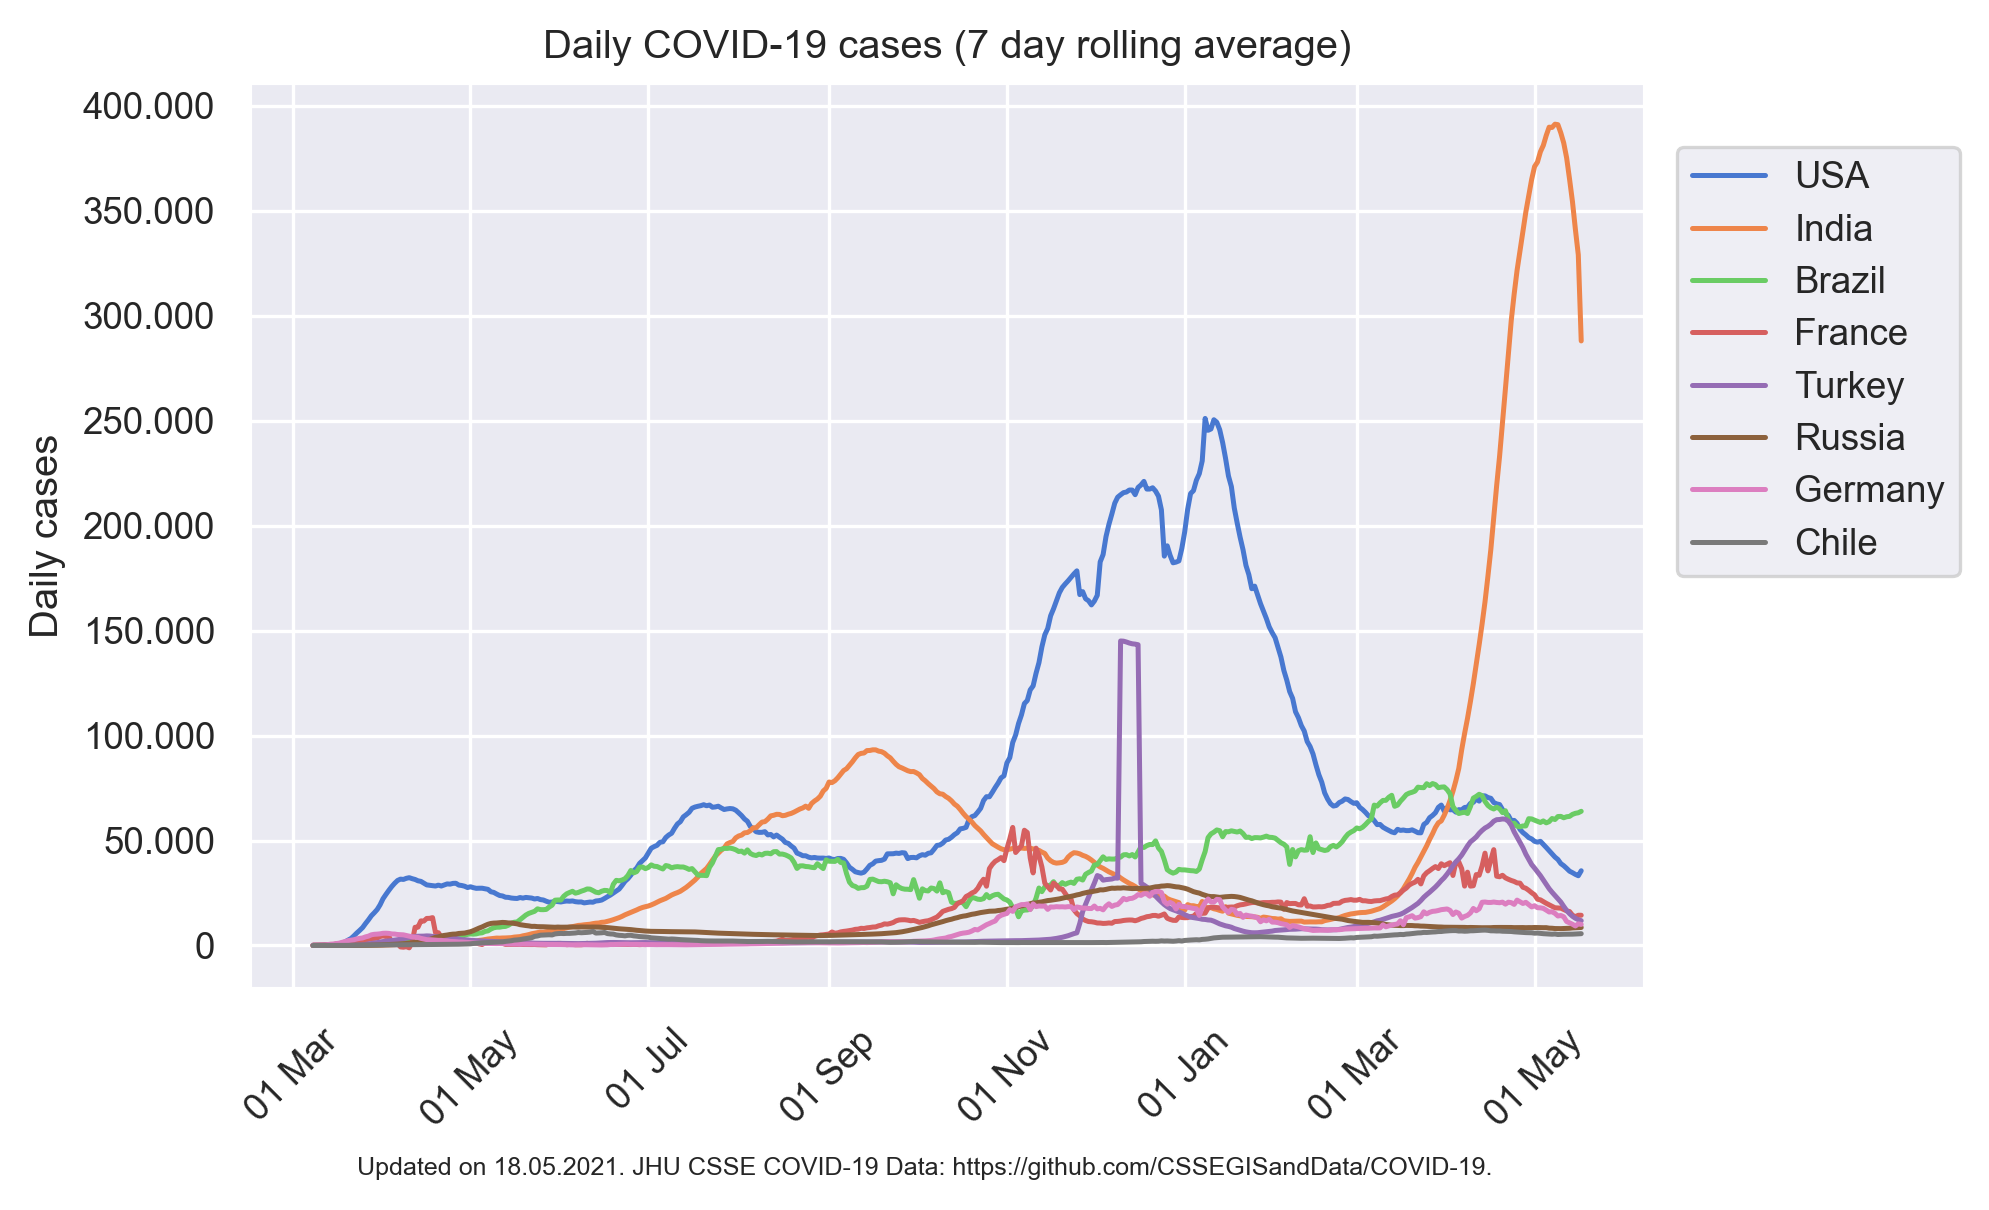 Daily COVID-19 cases (7 day rolling average)
400.000
350.000
300.000
250.000
200.000
150.000
100.000
50.000
0
Daily cases
USA
India
Brazil
France
Turkey
Russia
Germany
Chile
01 Mar
01 May
01 Jul
01 Sep
01 Nov
01 Jan
01 Mar
01 May
Updated on 18.05.2021. JHU CSSE COVID-19 Data: https://github.com/CSSEGISandData/COVID-19.